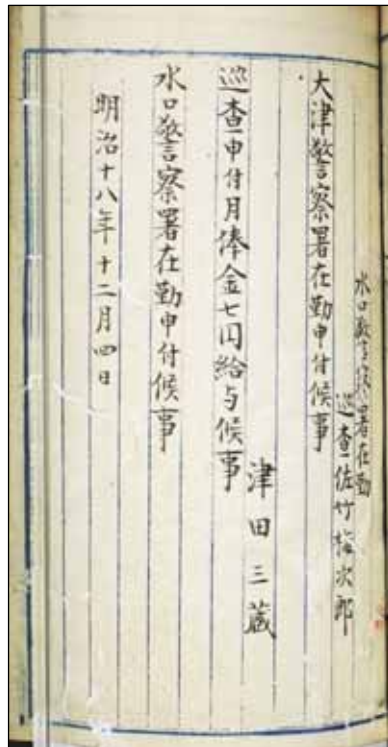 水口警察署在勤
巡査佐竹梅次郎
大津警察署在勤申付候事
津田三蔵
巡査申付月俸金七円給与候事
水口警察署在勤申付候事
明治十八年十二月四日